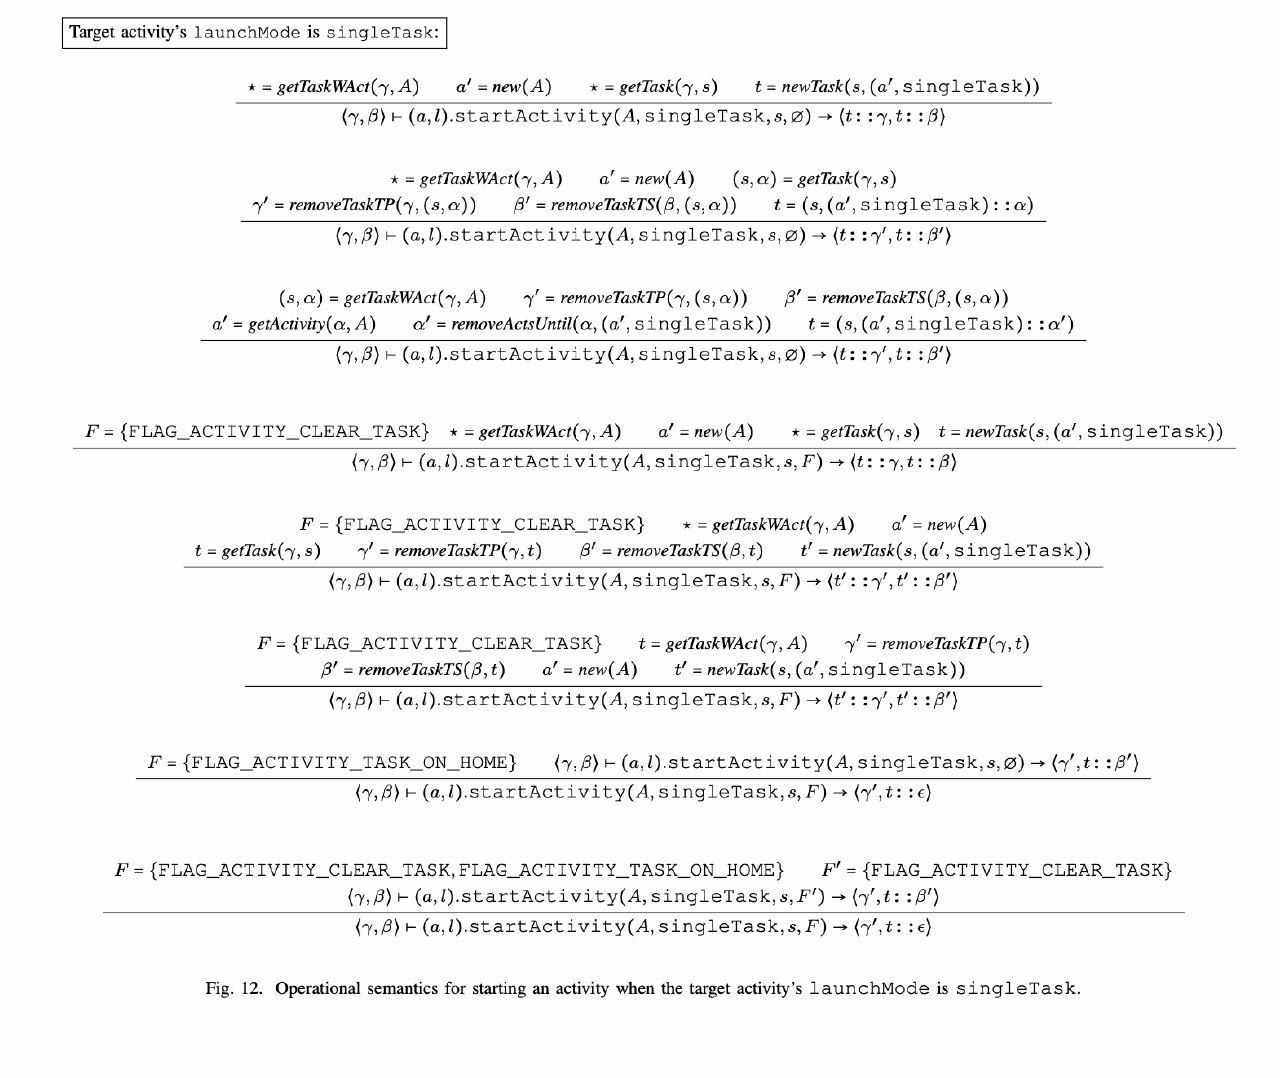 Target activity's launchMode is singleTask:
⋆ = getTaskWAct(γ, A) a′ = new(A) ⋆ = getTask(γ, s) t = newTask(s, (a′, singleTask))
⟨γ, β⟩ ⊢ (a, l).startActivity(A, singleTask, s, ∅) → ⟨t::γ, t::β⟩
⋆ = getTaskWAct(γ, A) a′ = new(A) (s, α) = getTask(γ, s)
γ′ = removeTaskTP(γ, (s, α)) β′ = removeTaskTS(β, (s, α)) t = (s, (a′, singleTask)::α)
⟨γ, β⟩ ⊢ (a, l).startActivity(A, singleTask, s, ∅) → ⟨t::γ′, t::β′⟩
(s, α) = getTaskWAct(γ, A) γ′ = removeTaskTP(γ, (s, α)) β′ = removeTaskTS(β, (s, α))
a′ = getActivity(α, A) α′ = removeActsUntil(α, (a′, singleTask)) t = (s, (a′, singleTask)::α′)
⟨γ, β⟩ ⊢ (a, l).startActivity(A, singleTask, s, ∅) → ⟨t::γ′, t::β′⟩
F = {FLAG_ACTIVITY_CLEAR_TASK} ⋆ = getTaskWAct(γ, A) a′ = new(A) ⋆ = getTask(γ, s) t = newTask(s, (a′, singleTask))
⟨γ, β⟩ ⊢ (a, l).startActivity(A, singleTask, s, F) → ⟨t::γ, t::β⟩
F = {FLAG_ACTIVITY_CLEAR_TASK} ⋆ = getTaskWAct(γ, A) a′ = new(A)
t = getTask(γ, s) γ′ = removeTaskTP(γ, t) β′ = removeTaskTS(β, t) t′ = newTask(s, (a′, singleTask))
⟨γ, β⟩ ⊢ (a, l).startActivity(A, singleTask, s, F) → ⟨t′::γ′, t′::β′⟩
F = {FLAG_ACTIVITY_CLEAR_TASK} t = getTaskWAct(γ, A) γ′ = removeTaskTP(γ, t)
β′ = removeTaskTS(β, t) a′ = new(A) t′ = newTask(s, (a′, singleTask))
⟨γ, β⟩ ⊢ (a, l).startActivity(A, singleTask, s, F) → ⟨t′::γ′, t′::β′⟩
F = {FLAG_ACTIVITY_TASK_ON_HOME} ⟨γ, β⟩ ⊢ (a, l).startActivity(A, singleTask, s, ∅) → ⟨γ′, t::β′⟩
⟨γ, β⟩ ⊢ (a, l).startActivity(A, singleTask, s, F) → ⟨γ′, t::ϵ⟩
F = {FLAG_ACTIVITY_CLEAR_TASK, FLAG_ACTIVITY_TASK_ON_HOME} F′ = {FLAG_ACTIVITY_CLEAR_TASK}
⟨γ, β⟩ ⊢ (a, l).startActivity(A, singleTask, s, F′) → ⟨γ′, t::β′⟩
⟨γ, β⟩ ⊢ (a, l).startActivity(A, singleTask, s, F) → ⟨γ′, t::ϵ⟩
Fig. 12. Operational semantics for starting an activity when the target activity's launchMode is singleTask.